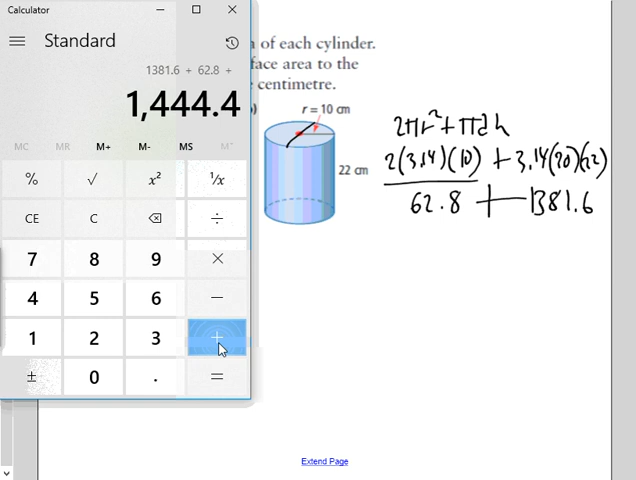 Calculator
Standard
1381.6 + 62.8 +
1,444.4
MC MR M+ M- MS M
% √ x² ¹/x
CE C ⌫ ÷
7 8 9 ×
4 5 6 −
1 2 3 +
± 0 . =
of each cylinder.
face area to the
centimetre.
)
r = 10 cm
22 cm
2πr² + πdh
2(3.14)(10) + 3.14(20)(22)
62.8 + 1381.6
Extend Page